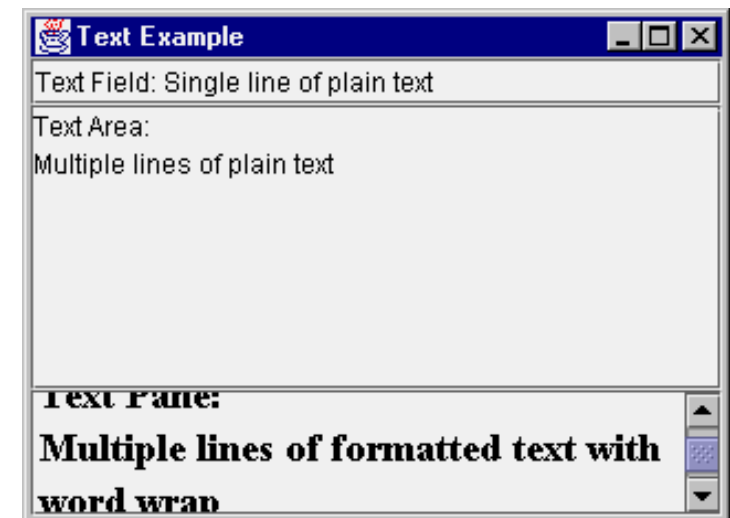 Text Example
Text Field: Single line of plain text
Text Area:
Multiple lines of plain text
Text Pane:
Multiple lines of formatted text with
word wrap